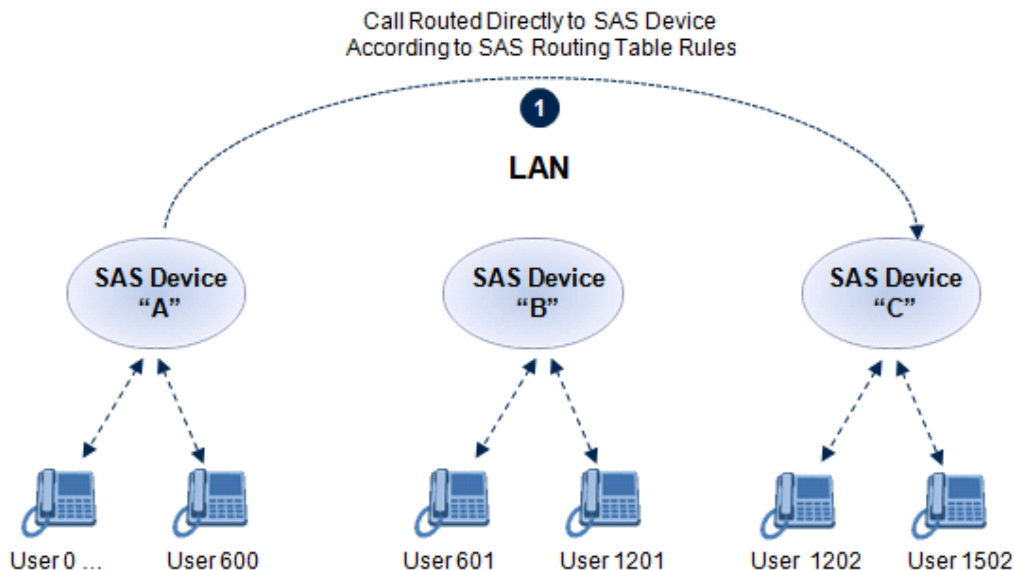 Call Routed Directly to SAS Device
According to SAS Routing Table Rules
1
LAN
SAS Device
“A”
SAS Device
“B”
SAS Device
“C”
User 0 ...
User 600
User 601
User 1201
User 1202
User 1502